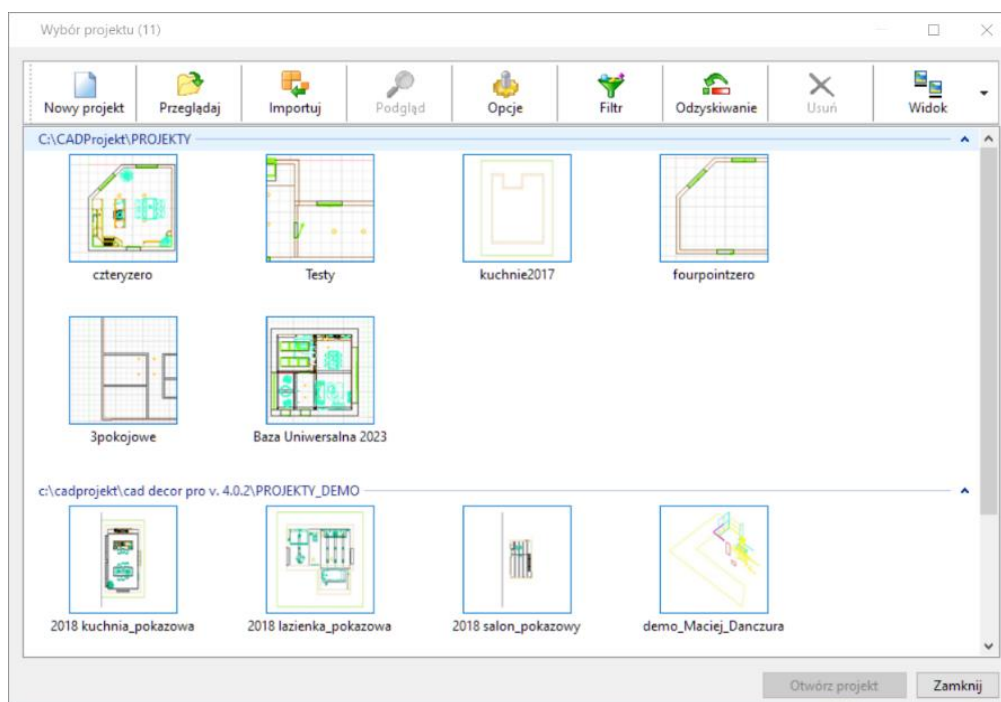 Wybór projektu (11)
Nowy projekt Przeglądaj Importuj Podgląd Opcje Filtr Odzyskiwanie Usuń Widok
C:\CADProjekt\PROJEKTY
czteryzero Testy kuchnie2017 fourpointzero
3pokojowe Baza Uniwersalna 2023
c:\cadprojekt\cad decor pro v. 4.0.2\PROJEKTY_DEMO
2018 kuchnia_pokazowa 2018 lazienka_pokazowa 2018 salon_pokazowy demo_Maciej_Danczura
Otwórz projekt Zamknij